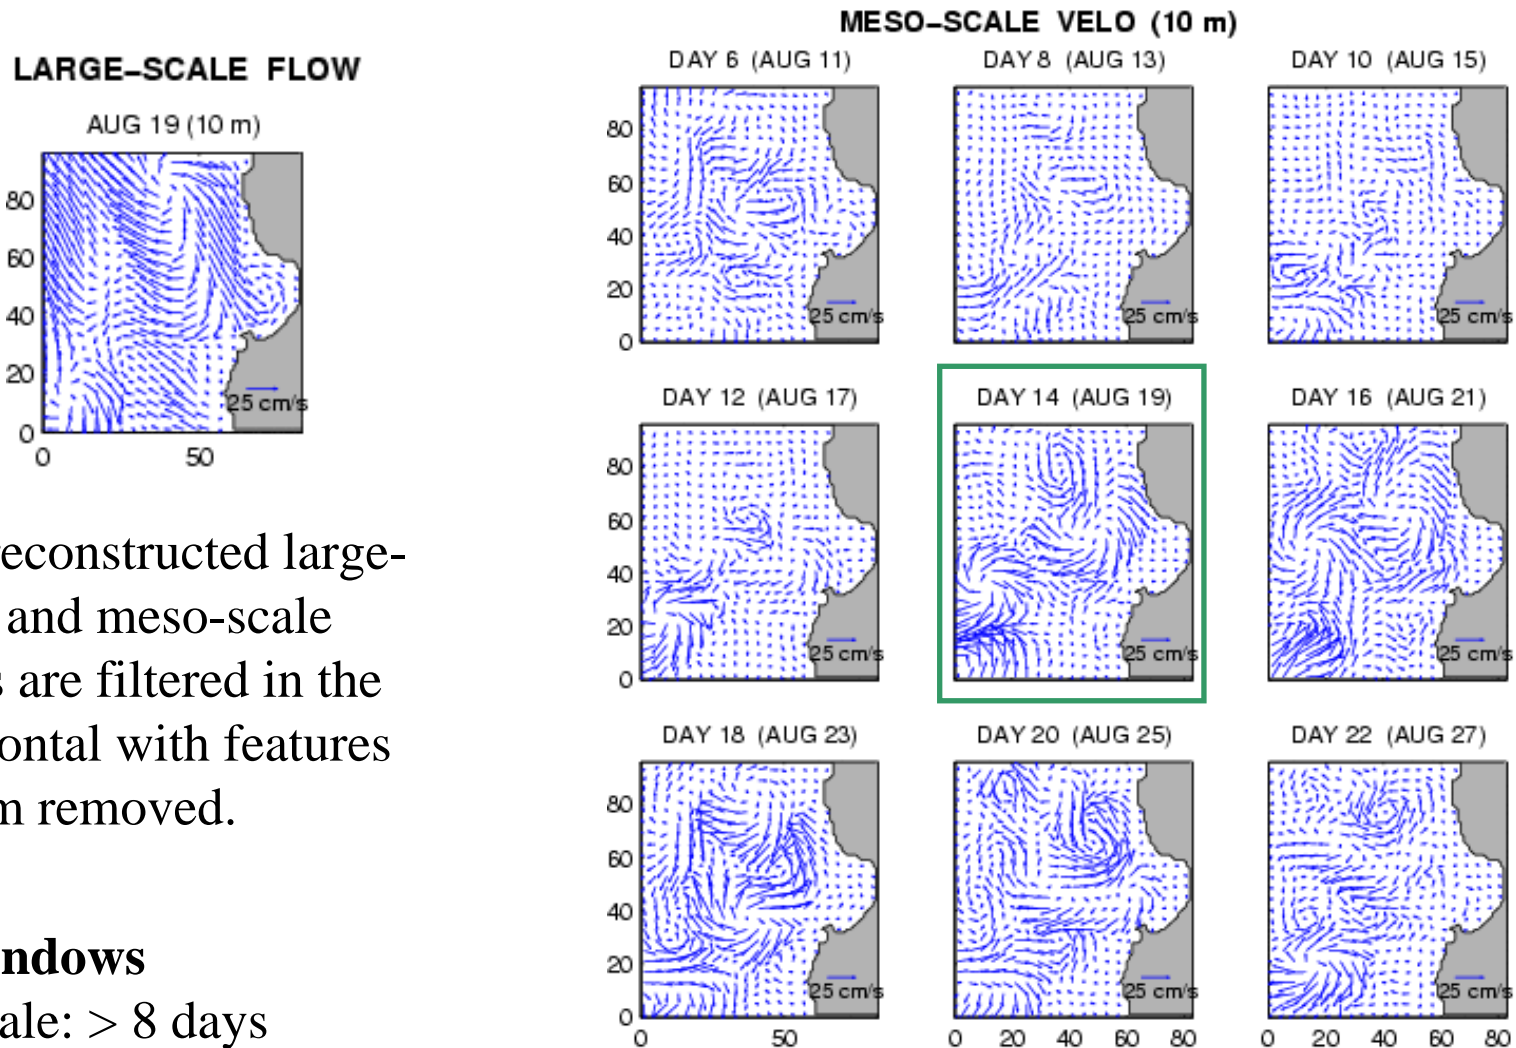 LARGE–SCALE FLOW
AUG 19 (10 m)
80
60
40
20
0
0 50
25 cm/s
reconstructed large-
and meso-scale
s are filtered in the
ontal with features
m removed.
ndows
ale: > 8 days
MESO–SCALE VELO (10 m)
DAY 6 (AUG 11) DAY 8 (AUG 13) DAY 10 (AUG 15)
80
60
40
20
0
25 cm/s 25 cm/s 25 cm/s
DAY 12 (AUG 17) DAY 14 (AUG 19) DAY 16 (AUG 21)
80
60
40
20
0
25 cm/s 25 cm/s 25 cm/s
DAY 18 (AUG 23) DAY 20 (AUG 25) DAY 22 (AUG 27)
80
60
40
20
0
25 cm/s 25 cm/s 25 cm/s
0 50 0 20 40 60 80 0 20 40 60 80